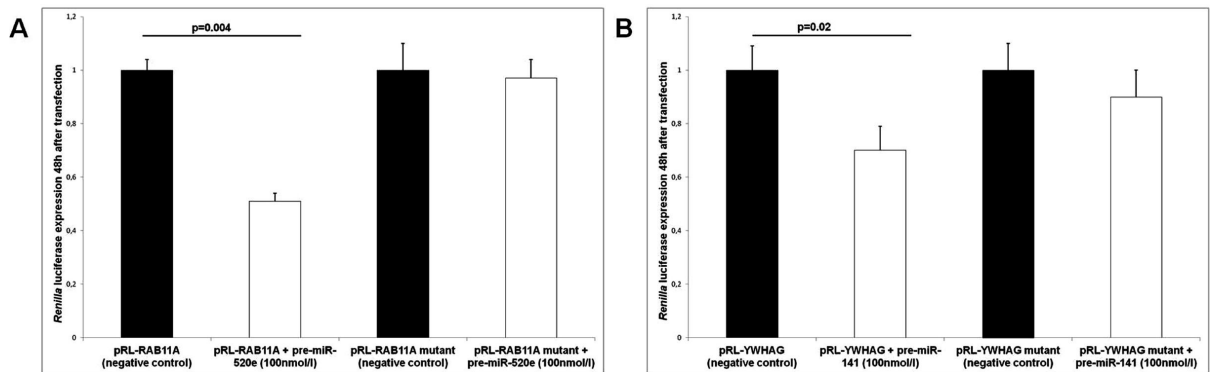 A
Renilla luciferase expression 48h after transfection
1,2
1
0,8
0,6
0,4
0,2
0
p=0.004
pRL-RAB11A
(negative control)
pRL-RAB11A + pre-miR-
520e (100nmol/l)
pRL-RAB11A mutant
(negative control)
pRL-RAB11A mutant +
pre-miR-520e (100nmol/l)
B
Renilla luciferase expression 48h after transfection
1,2
1
0,8
0,6
0,4
0,2
0
p=0.02
pRL-YWHAG
(negative control)
pRL-YWHAG + pre-miR-
141 (100nmol/l)
pRL-YWHAG mutant
(negative control)
pRL-YWHAG mutant +
pre-miR-141 (100nmol/l)